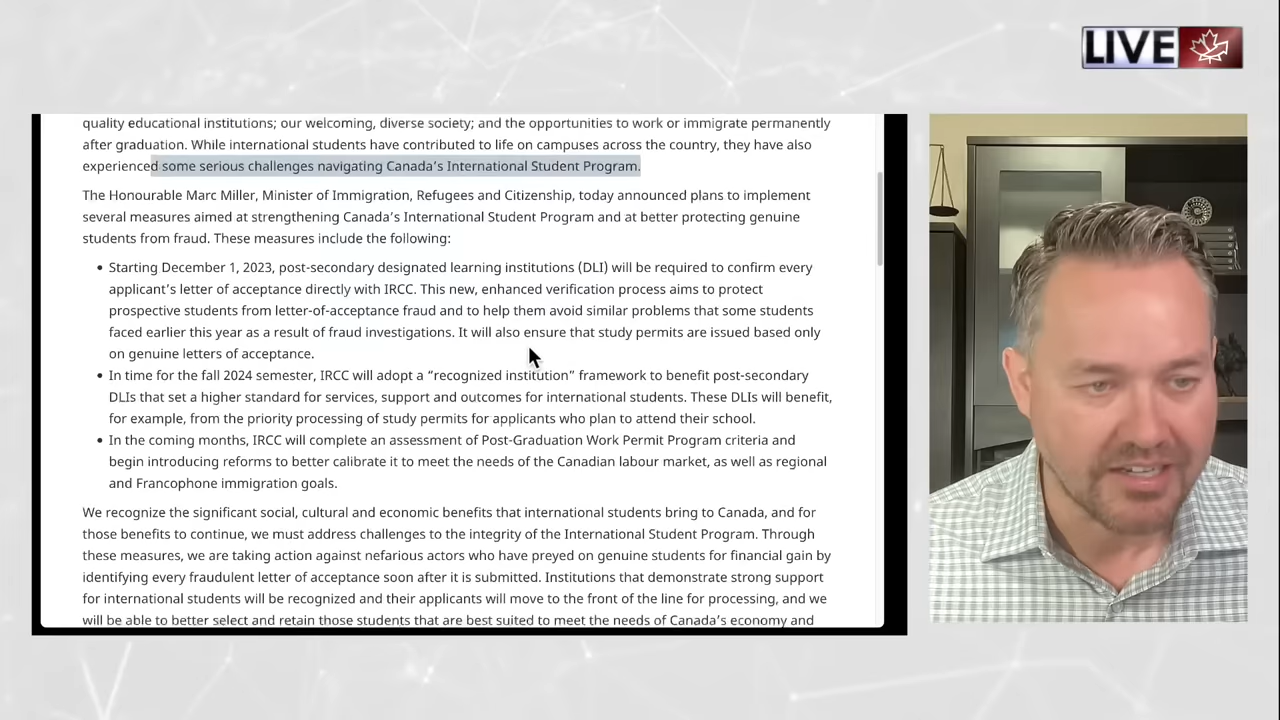 LIVE
quality educational institutions; our welcoming, diverse society; and the opportunities to work or immigrate permanently
after graduation. While international students have contributed to life on campuses across the country, they have also
experienced some serious challenges navigating Canada's International Student Program.
The Honourable Marc Miller, Minister of Immigration, Refugees and Citizenship, today announced plans to implement
several measures aimed at strengthening Canada's International Student Program and at better protecting genuine
students from fraud. These measures include the following:
• Starting December 1, 2023, post-secondary designated learning institutions (DLI) will be required to confirm every
applicant's letter of acceptance directly with IRCC. This new, enhanced verification process aims to protect
prospective students from letter-of-acceptance fraud and to help them avoid similar problems that some students
faced earlier this year as a result of fraud investigations. It will also ensure that study permits are issued based only
on genuine letters of acceptance.
• In time for the fall 2024 semester, IRCC will adopt a “recognized institution” framework to benefit post-secondary
DLIs that set a higher standard for services, support and outcomes for international students. These DLIs will benefit,
for example, from the priority processing of study permits for applicants who plan to attend their school.
• In the coming months, IRCC will complete an assessment of Post-Graduation Work Permit Program criteria and
begin introducing reforms to better calibrate it to meet the needs of the Canadian labour market, as well as regional
and Francophone immigration goals.
We recognize the significant social, cultural and economic benefits that international students bring to Canada, and for
those benefits to continue, we must address challenges to the integrity of the International Student Program. Through
these measures, we are taking action against nefarious actors who have preyed on genuine students for financial gain by
identifying every fraudulent letter of acceptance soon after it is submitted. Institutions that demonstrate strong support
for international students will be recognized and their applicants will move to the front of the line for processing, and we
will be able to better select and retain those students that are best suited to meet the needs of Canada's economy and